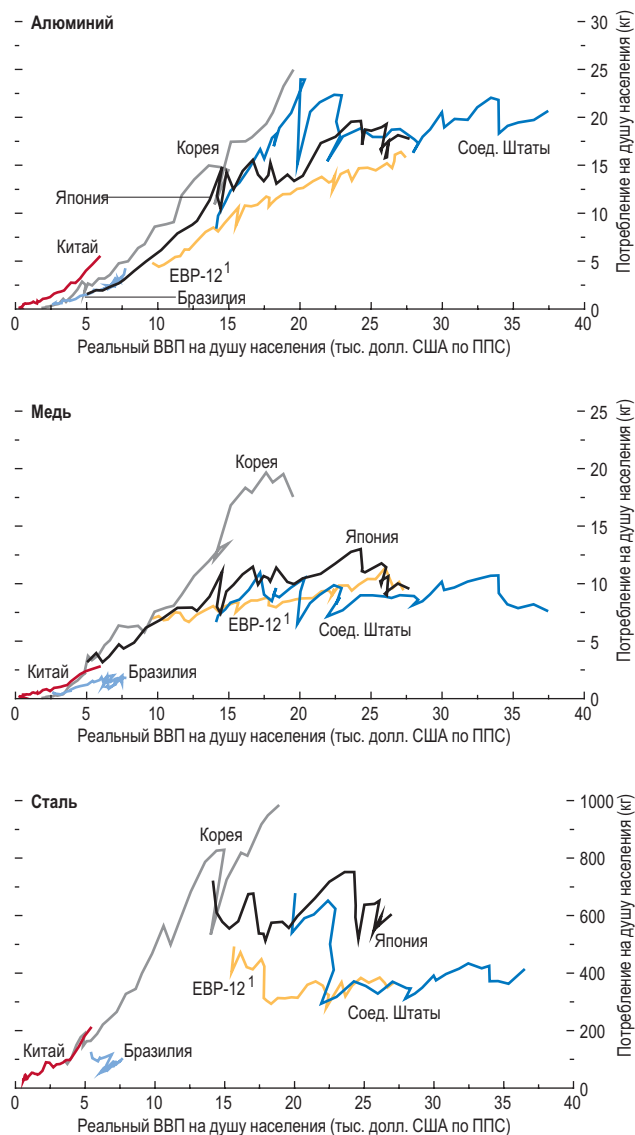 Алюминий
30
25
20
15
10
5
0
Потребление на душу населения (кг)
Корея
Япония
Соед. Штаты
Китай
ЕВР-12 1
Бразилия
0 5 10 15 20 25 30 35 40
Реальный ВВП на душу населения (тыс. долл. США по ППС)
Медь
25
20
15
10
5
0
Потребление на душу населения (кг)
Корея
Япония
ЕВР-12 1
Соед. Штаты
Китай
Бразилия
0 5 10 15 20 25 30 35 40
Реальный ВВП на душу населения (тыс. долл. США по ППС)
Сталь
1000
800
600
400
200
0
Потребление на душу населения (кг)
Корея
Япония
ЕВР-12 1
Соед. Штаты
Китай
Бразилия
0 5 10 15 20 25 30 35 40
Реальный ВВП на душу населения (тыс. долл. США по ППС)